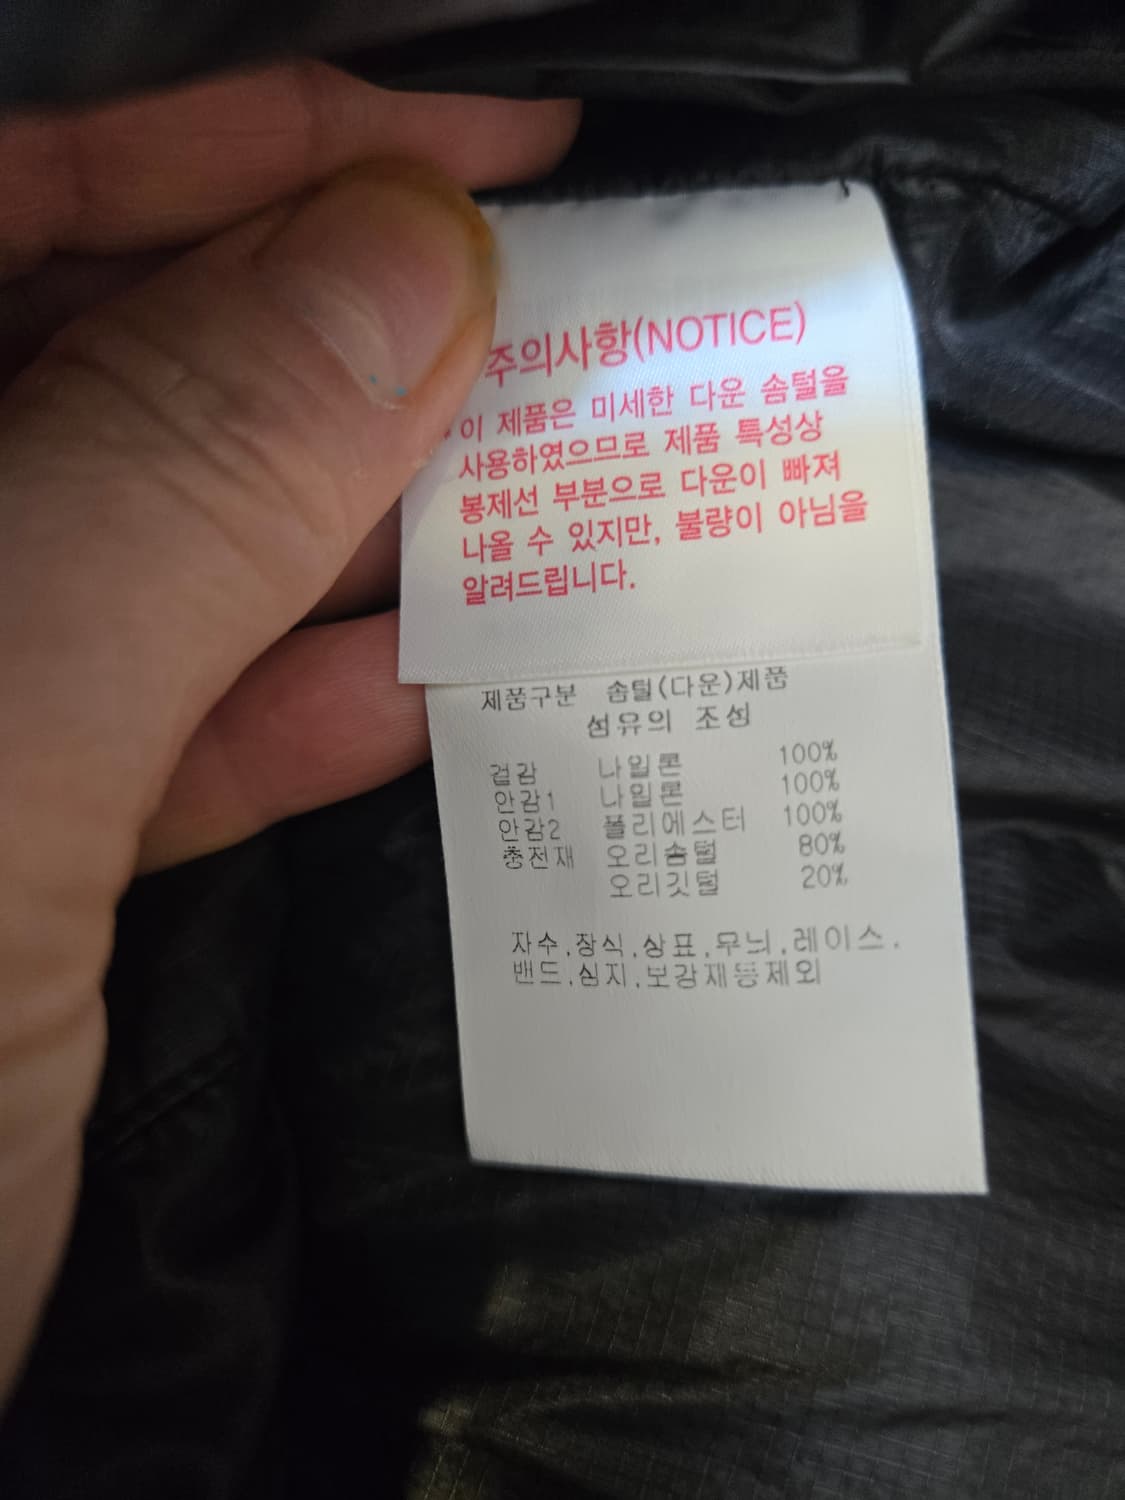 주의사항(NOTICE)
이 제품은 미세한 다운 솜털을
사용하였으므로 제품 특성상
봉제선 부분으로 다운이 빠져
나올 수 있지만, 불량이 아님을
알려드립니다.
제품구분 솜털(다운)제품
섬유의 조성
겉감 나일론 100%
안감1 나일론 100%
안감2 폴리에스터 100%
충전재 오리솜털 80%
오리깃털 20%
자수,장식,상표,무늬,레이스.
밴드,심지,보강재등제외